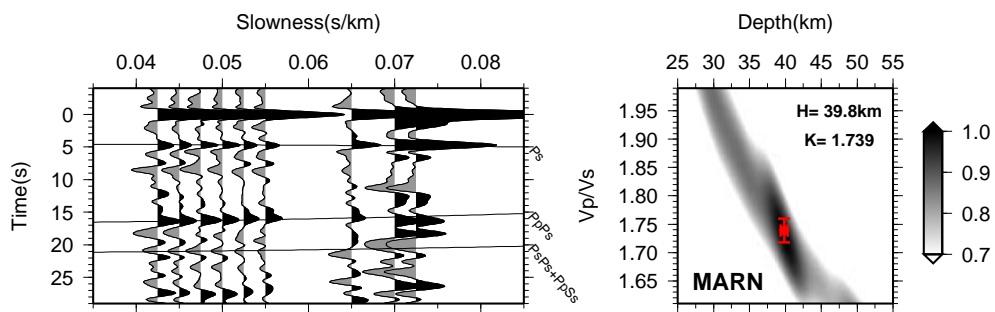 Slowness(s/km)
0.04 0.05 0.06 0.07 0.08
Time(s)
0
5
10
15
20
25
Ps
PpPs
PsPs+PpSs
Depth(km)
25 30 35 40 45 50 55
Vp/Vs
1.95
1.90
1.85
1.80
1.75
1.70
1.65
H= 39.8km
K= 1.739
MARN
1.0
0.9
0.8
0.7